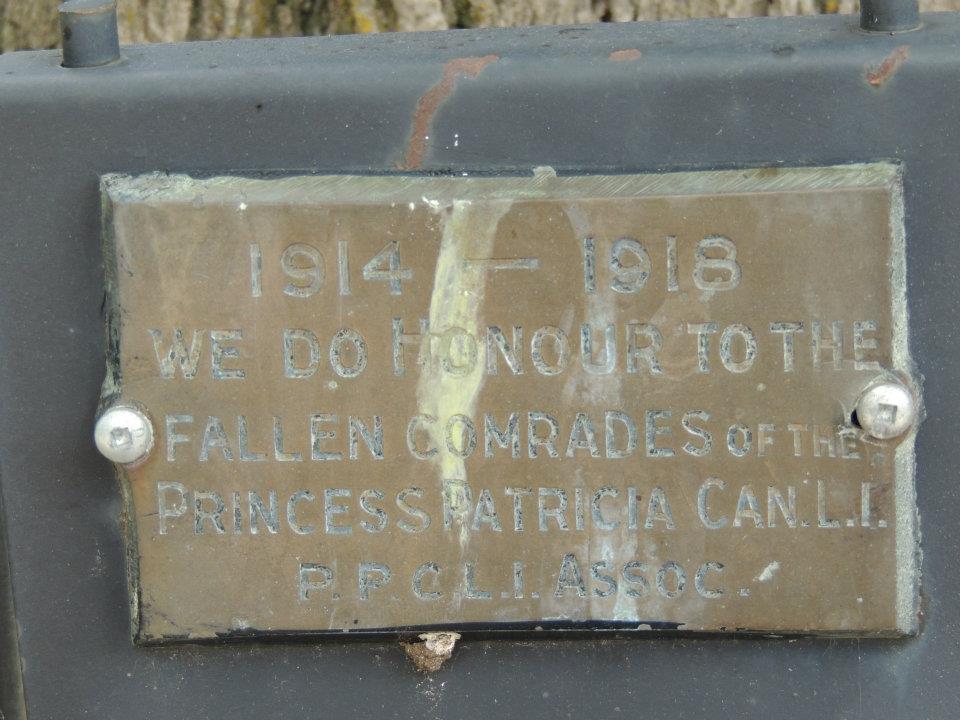 1914 — 1918
WE DO HONOUR TO THE
FALLEN COMRADES OF THE
PRINCESS PATRICIA CAN. L.I.
P.P.C.L.I. ASSOC.